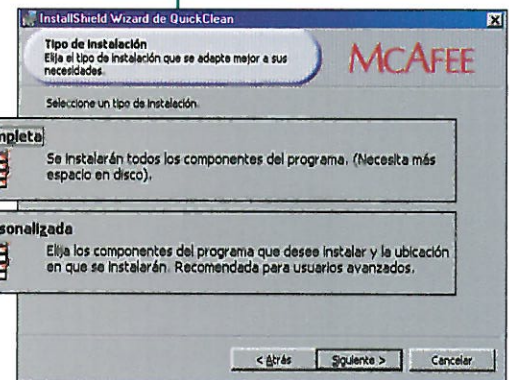 InstallShield Wizard de QuickClean
Tipo de Instalación
Elija el tipo de instalación que se adapte mejor a sus
necesidades.
MCAFEE
Seleccione un tipo de instalación.
mpleta
Se instalarán todos los componentes del programa. (Necesita más
espacio en disco).
sonalizada
Elija los componentes del programa que desee instalar y la ubicación
en que se instalarán. Recomendada para usuarios avanzados.
< Atrás
Siguiente >
Cancelar